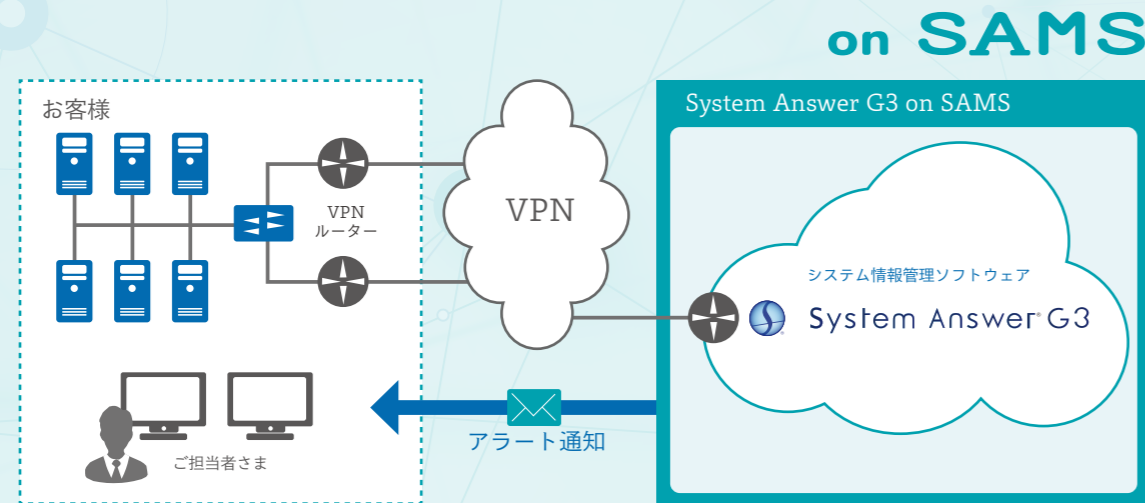 on SAMS
お客様
System Answer G3 on SAMS
VPN
ルーター
VPN
システム情報管理ソフトウェア
System Answer G3
アラート通知
ご担当者さま